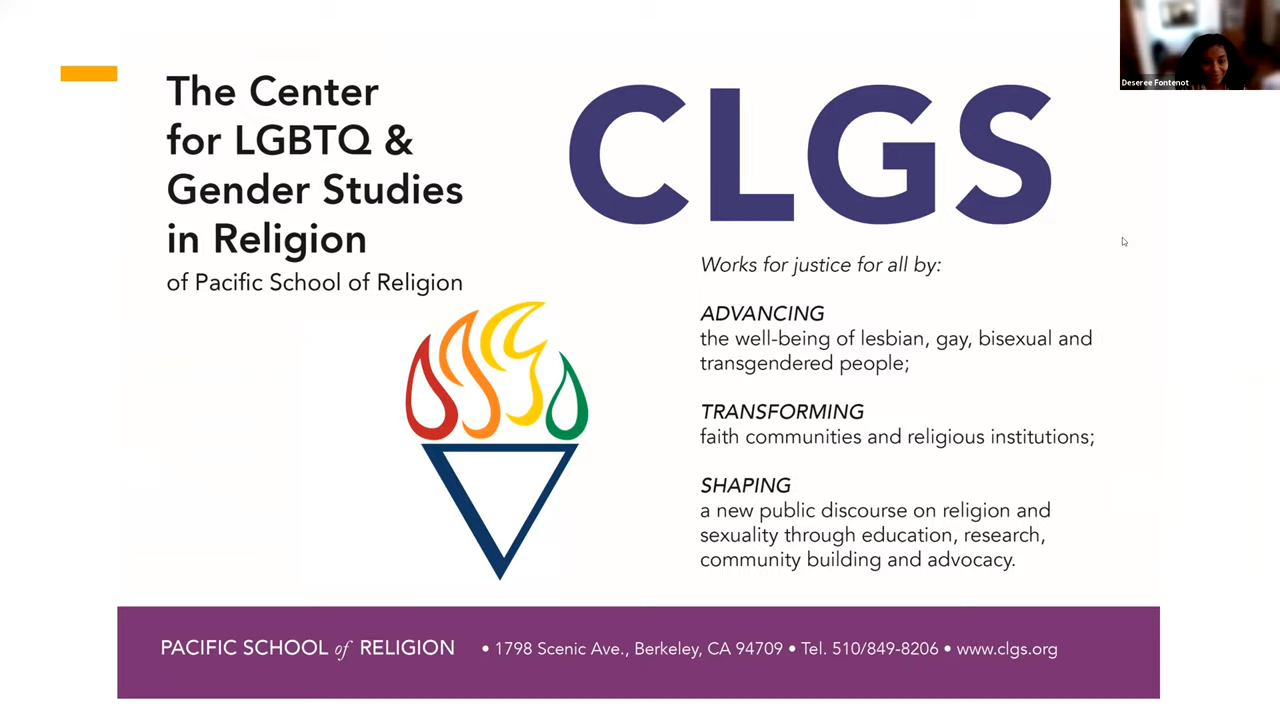 The Center
for LGBTQ &
Gender Studies
in Religion
of Pacific School of Religion
CLGS
Works for justice for all by:
ADVANCING
the well-being of lesbian, gay, bisexual and
transgendered people;
TRANSFORMING
faith communities and religious institutions;
SHAPING
a new public discourse on religion and
sexuality through education, research,
community building and advocacy.
PACIFIC SCHOOL of RELIGION • 1798 Scenic Ave., Berkeley, CA 94709 • Tel. 510/849-8206 • www.clgs.org
Deseree Fontenot